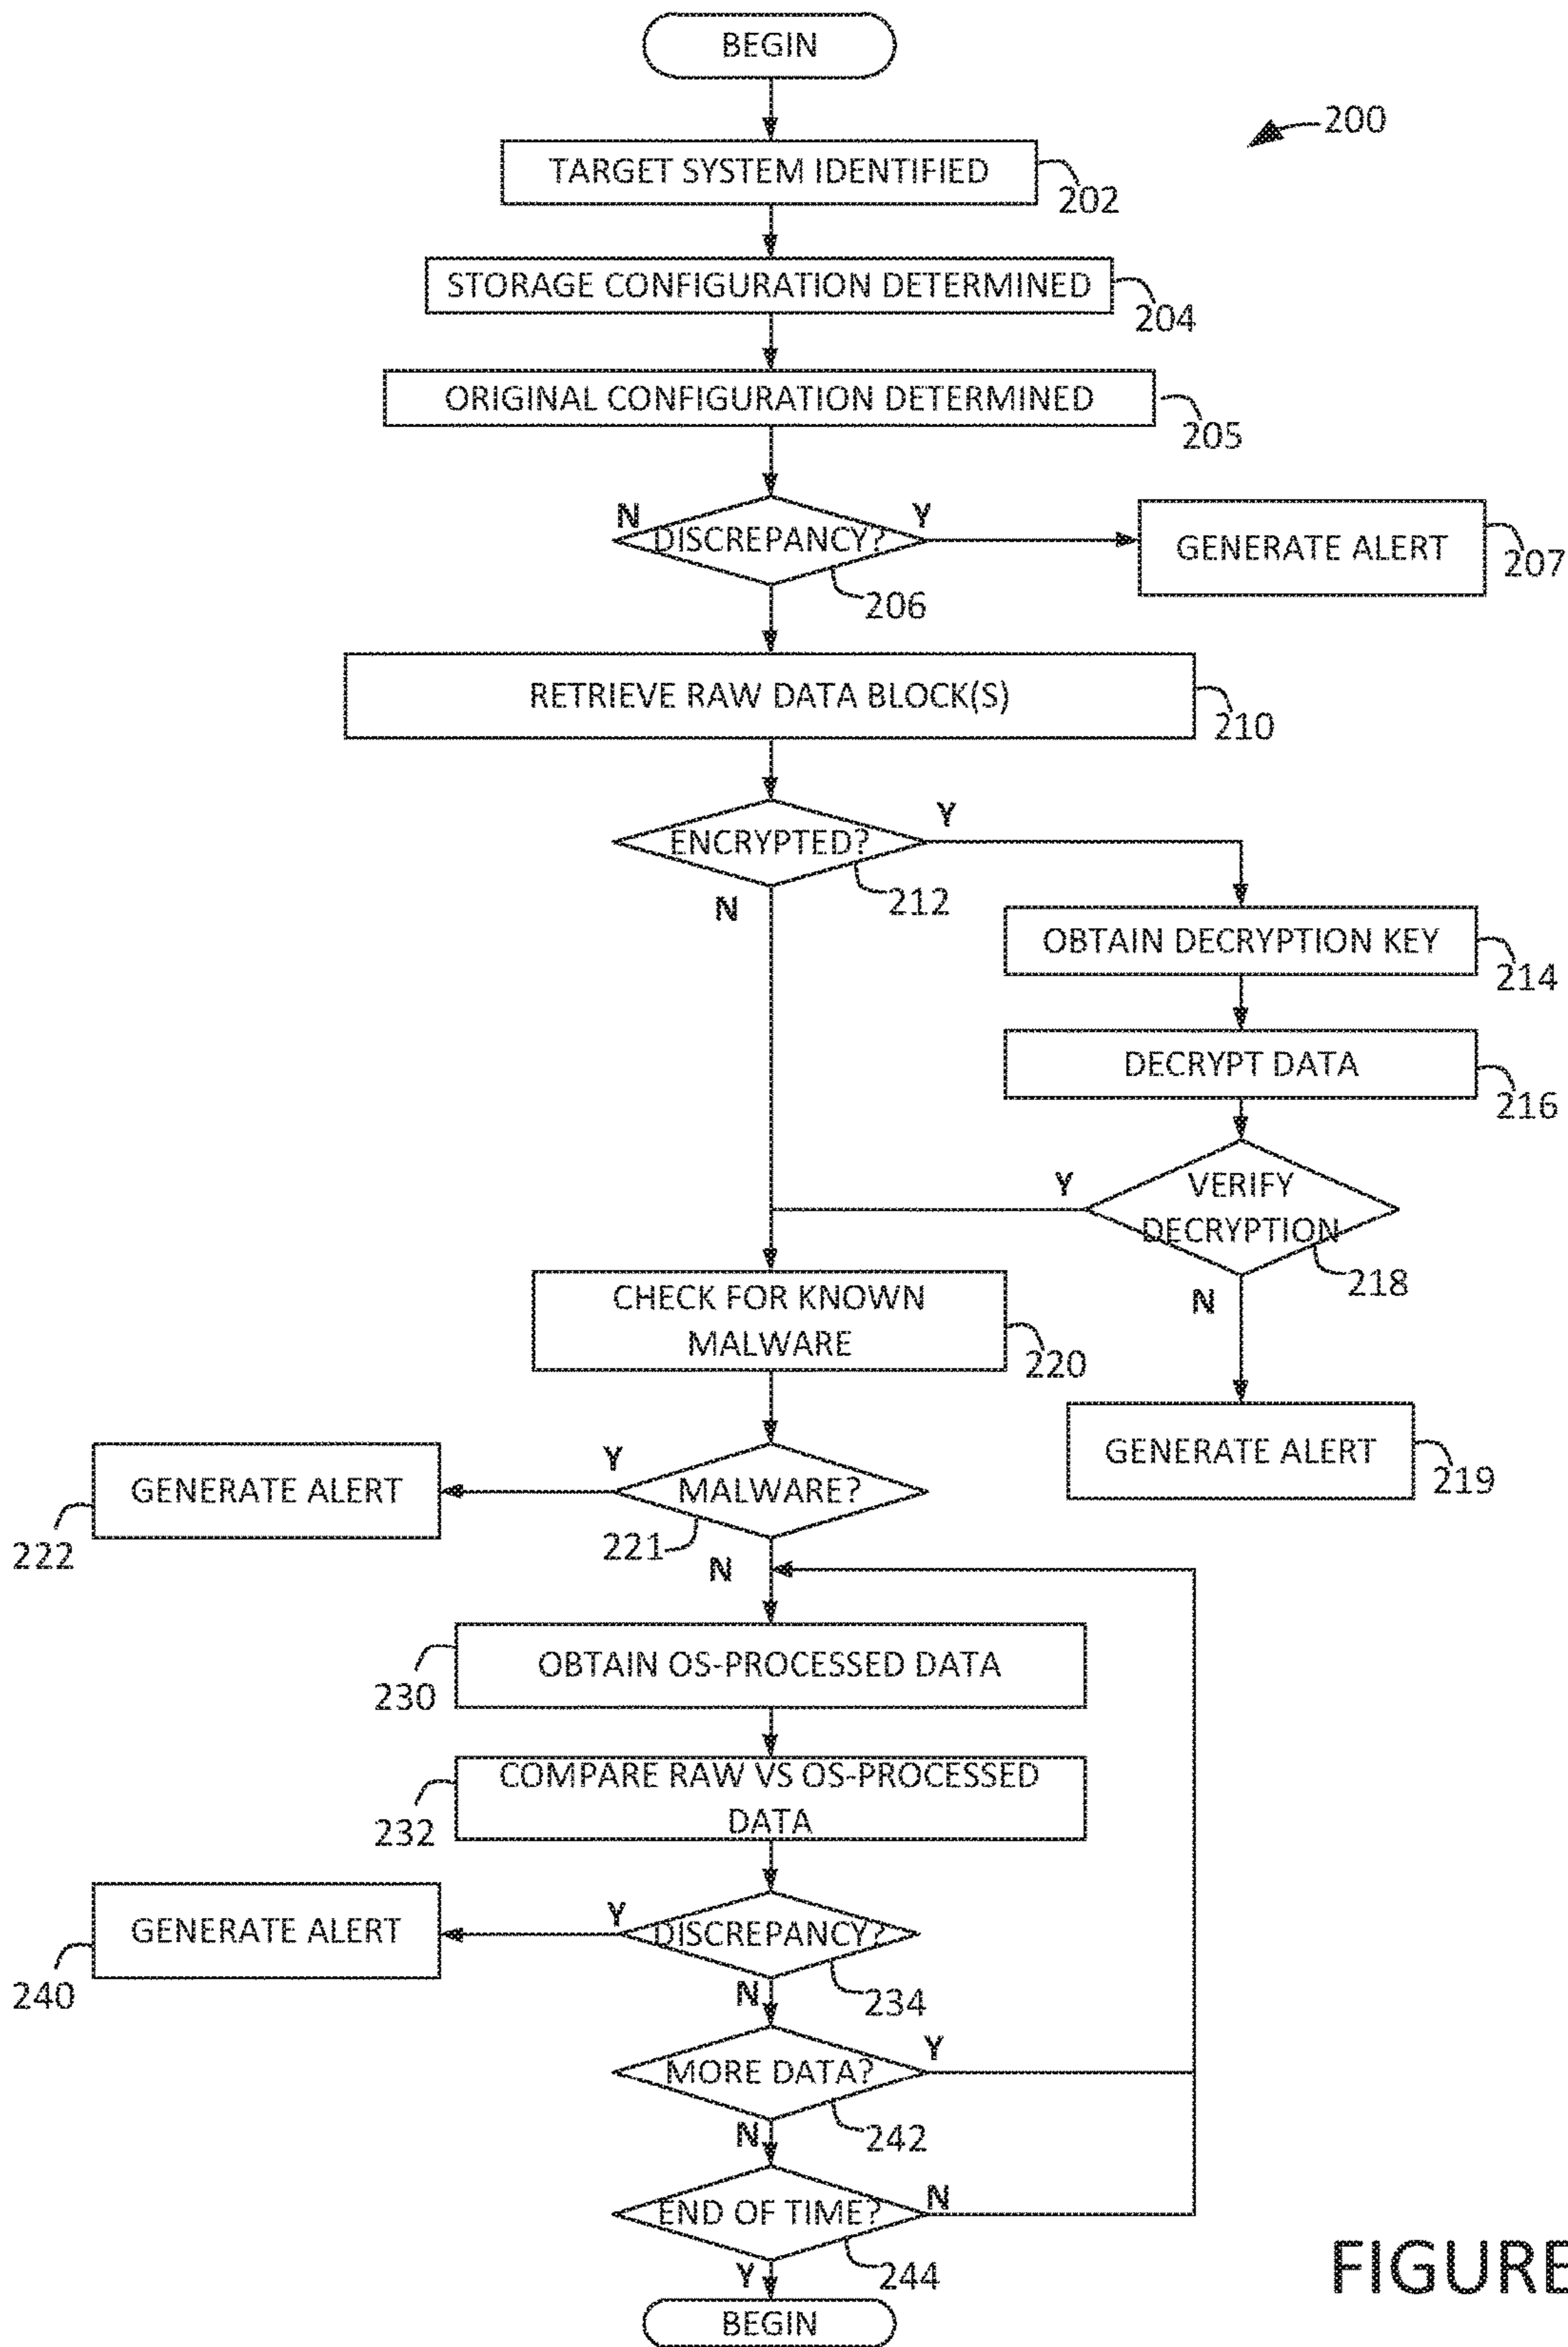 BEGIN
200
TARGET SYSTEM IDENTIFIED
202
STORAGE CONFIGURATION DETERMINED
204
ORIGINAL CONFIGURATION DETERMINED
205
N
Y
DISCREPANCY?
206
GENERATE ALERT
207
RETRIEVE RAW DATA BLOCK(S)
210
Y
ENCRYPTED?
212
N
OBTAIN DECRYPTION KEY
214
DECRYPT DATA
216
Y
VERIFY
DECRYPTION
218
N
CHECK FOR KNOWN
MALWARE
220
GENERATE ALERT
219
GENERATE ALERT
222
Y
MALWARE?
221
N
OBTAIN OS-PROCESSED DATA
230
COMPARE RAW VS OS-PROCESSED
DATA
232
GENERATE ALERT
240
Y
DISCREPANCY?
234
N
MORE DATA?
Y
242
N
END OF TIME?
N
244
Y
BEGIN
FIGURE